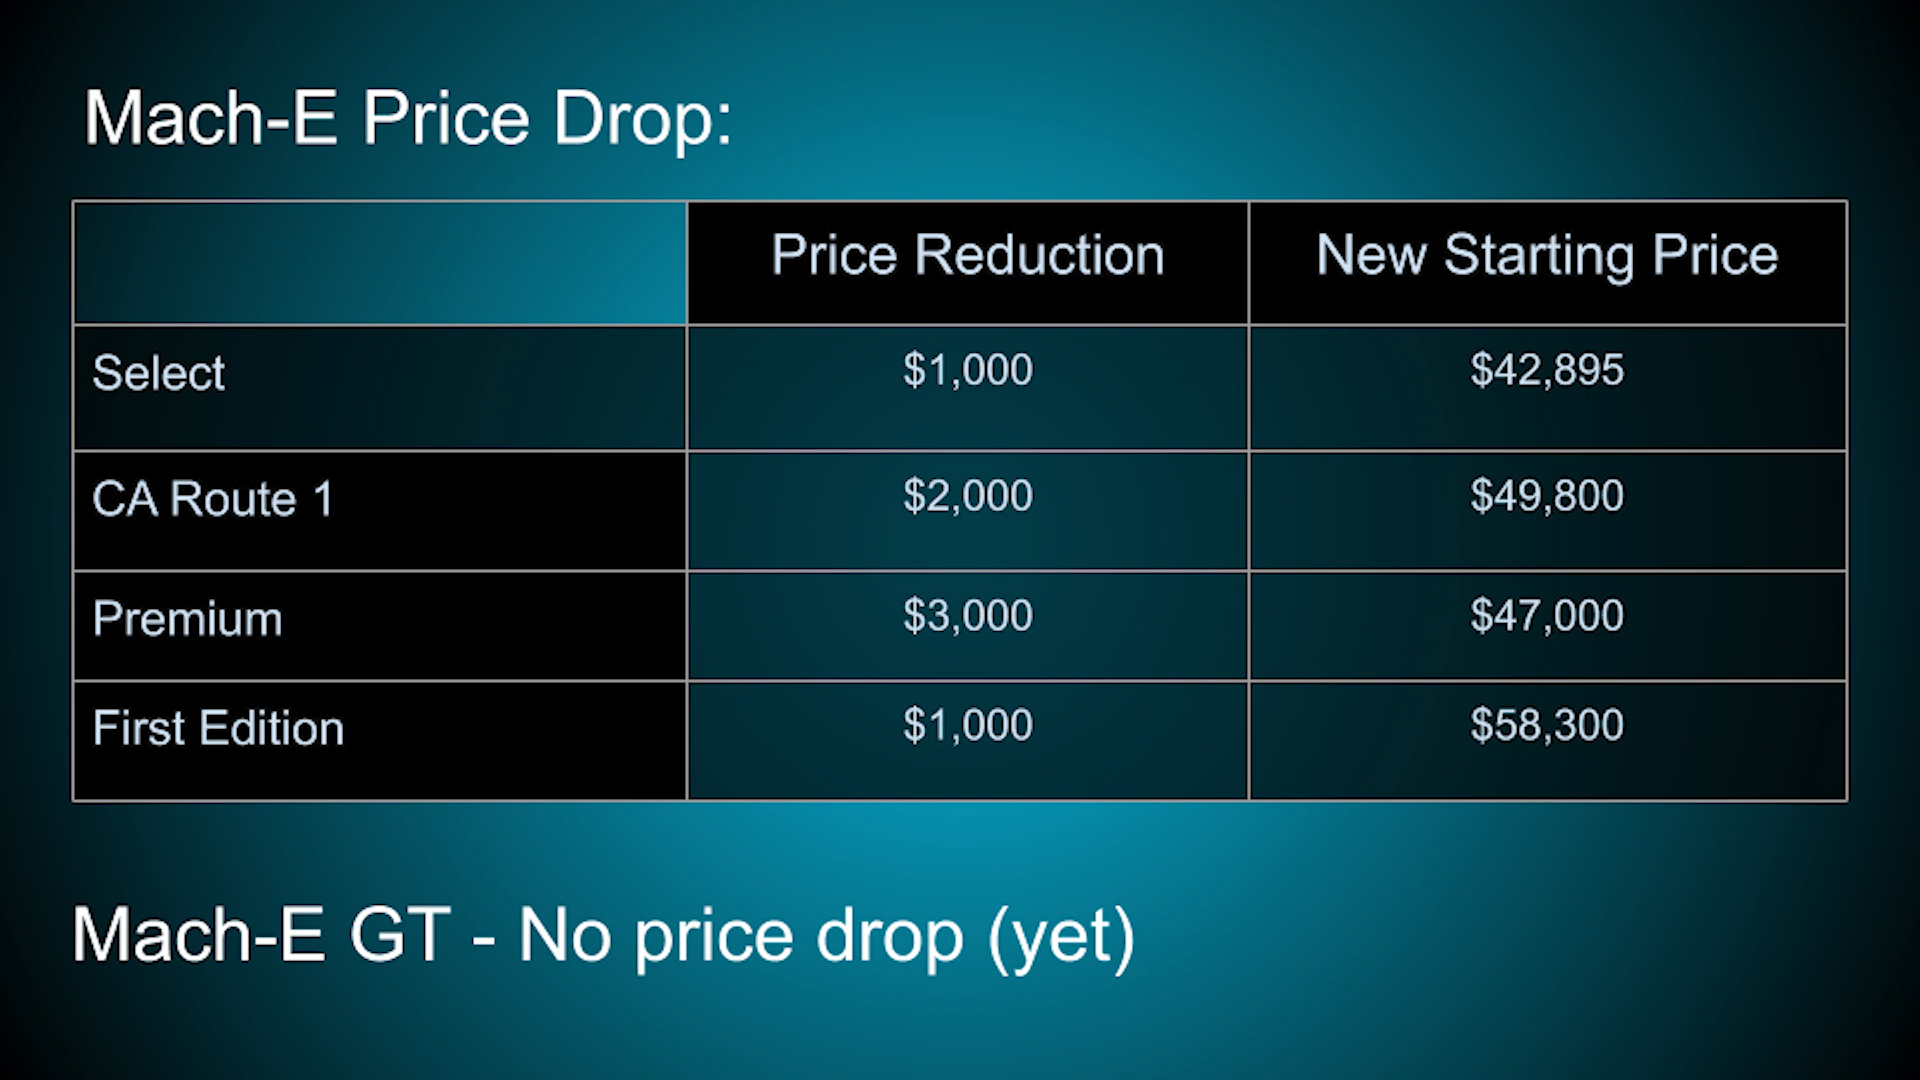 Mach-E Price Drop:
Price Reduction New Starting Price
Select $1,000 $42,895
CA Route 1 $2,000 $49,800
Premium $3,000 $47,000
First Edition $1,000 $58,300
Mach-E GT - No price drop (yet)